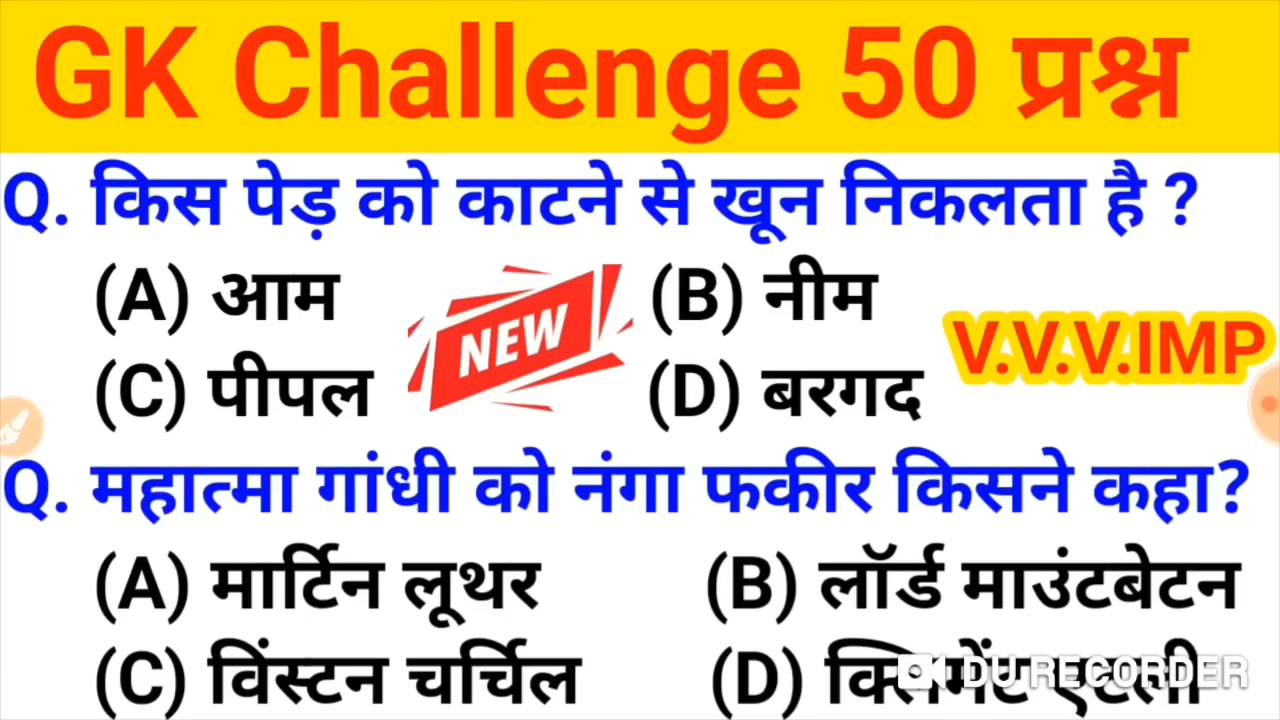 GK Challenge 50 प्रश्न
Q. किस पेड़ को काटने से खून निकलता है ?
(A) आम (B) नीम
NEW
V.V.V.IMP
(C) पीपल (D) बरगद
Q. महात्मा गांधी को नंगा फकीर किसने कहा?
(A) मार्टिन लूथर (B) लॉर्ड माउंटबेटन
(C) विंस्टन चर्चिल (D) क्लिमेंट एटली
DU RECORDER